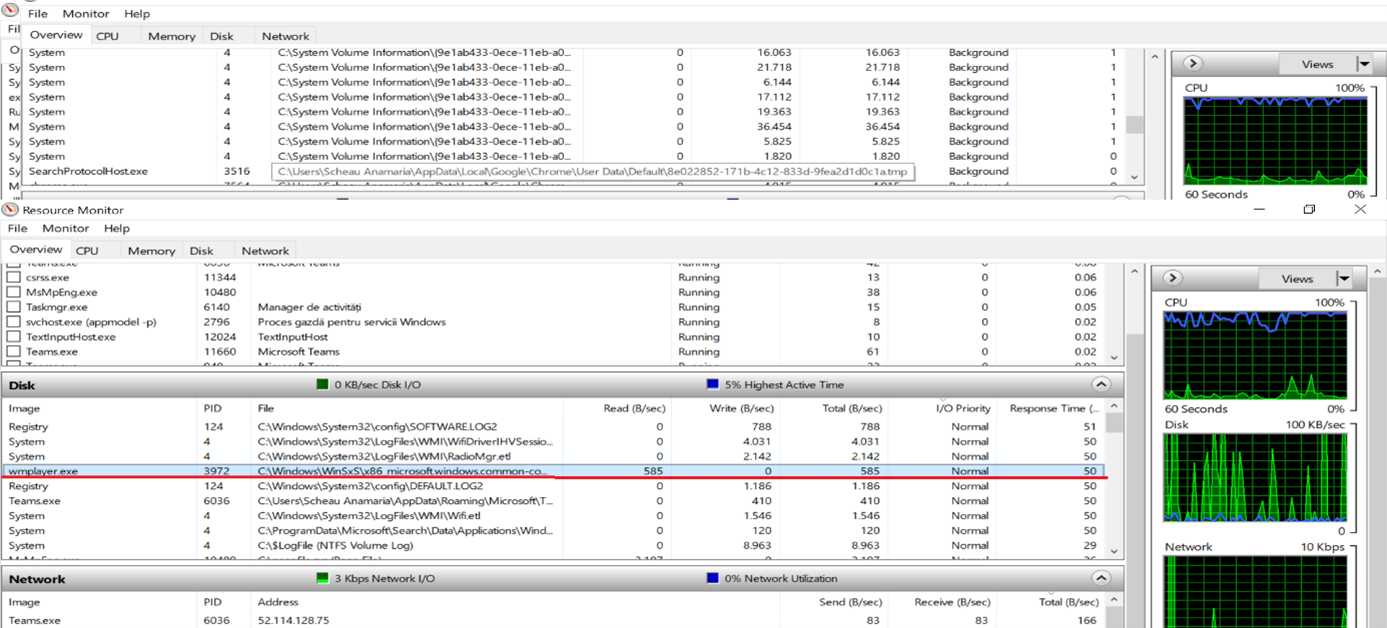 File Monitor Help
Overview CPU Memory Disk Network
System 4 C:\System Volume Information\{9e1ab433-0ece-11eb-a0... 0 16.063 16.063 Background 1
System 4 C:\System Volume Information\{9e1ab433-0ece-11eb-a0... 0 21.718 21.718 Background 1
System 4 C:\System Volume Information\{9e1ab433-0ece-11eb-a0... 0 6.144 6.144 Background 1
System 4 C:\System Volume Information\{9e1ab433-0ece-11eb-a0... 0 17.112 17.112 Background 1
System 4 C:\System Volume Information\{9e1ab433-0ece-11eb-a0... 0 19.363 19.363 Background 1
System 4 C:\System Volume Information\{9e1ab433-0ece-11eb-a0... 0 36.454 36.454 Background 1
System 4 C:\System Volume Information\{9e1ab433-0ece-11eb-a0... 0 5.825 5.825 Background 1
System 4 C:\System Volume Information\{9e1ab433-0ece-11eb-a0... 0 1.820 1.820 Background 0
SearchProtocolHost.exe 3516 C:\Users\Scheau Anamaria\AppData\Local\Google\Chrome\User Data\Default\8e022852-171b-4c12-833d-9fea2d1d0c1a.tmp Background 0
Views
CPU 100%
60 Seconds 0%
Resource Monitor
File Monitor Help
Overview CPU Memory Disk Network
csrss.exe 11344 Running 13 0 0.06
MsMpEng.exe 10480 Running 38 0 0.06
Taskmgr.exe 6140 Manager de activități Running 15 0 0.05
svchost.exe (appmodel -p) 2796 Proces gazdă pentru servicii Windows Running 8 0 0.02
TextInputHost.exe 12024 TextInputHost Running 10 0 0.02
Teams.exe 11660 Microsoft Teams Running 61 0 0.02
Disk 0 KB/sec Disk I/O 5% Highest Active Time
Image PID File Read (B/sec) Write (B/sec) Total (B/sec) I/O Priority Response Time (...
Registry 124 C:\Windows\System32\config\SOFTWARE.LOG2 0 788 788 Normal 51
System 4 C:\Windows\System32\LogFiles\WMI\WifiDriverIHVSessio... 0 4.031 4.031 Normal 50
System 4 C:\Windows\System32\LogFiles\WMI\RadioMgr.etl 0 2.142 2.142 Normal 50
wmplayer.exe 3972 C:\Windows\WinSxS\x86_microsoft.windows.common-co... 585 0 585 Normal 50
Registry 124 C:\Windows\System32\config\DEFAULT.LOG2 0 1.186 1.186 Normal 50
Teams.exe 6036 C:\Users\Scheau Anamaria\AppData\Roaming\Microsoft\T... 0 410 410 Normal 50
System 4 C:\Windows\System32\LogFiles\WMI\Wifi.etl 0 1.546 1.546 Normal 50
System 4 C:\ProgramData\Microsoft\Search\Data\Applications\Wind... 0 120 120 Normal 50
System 4 C:\$LogFile (NTFS Volume Log) 0 8.963 8.963 Normal 29
Network 3 Kbps Network I/O 0% Network Utilization
Image PID Address Send (B/sec) Receive (B/sec) Total (B/sec)
Teams.exe 6036 52.114.128.75 83 83 166
Views
CPU 100%
60 Seconds 0%
Disk 100 KB/sec
0
Network 10 Kbps